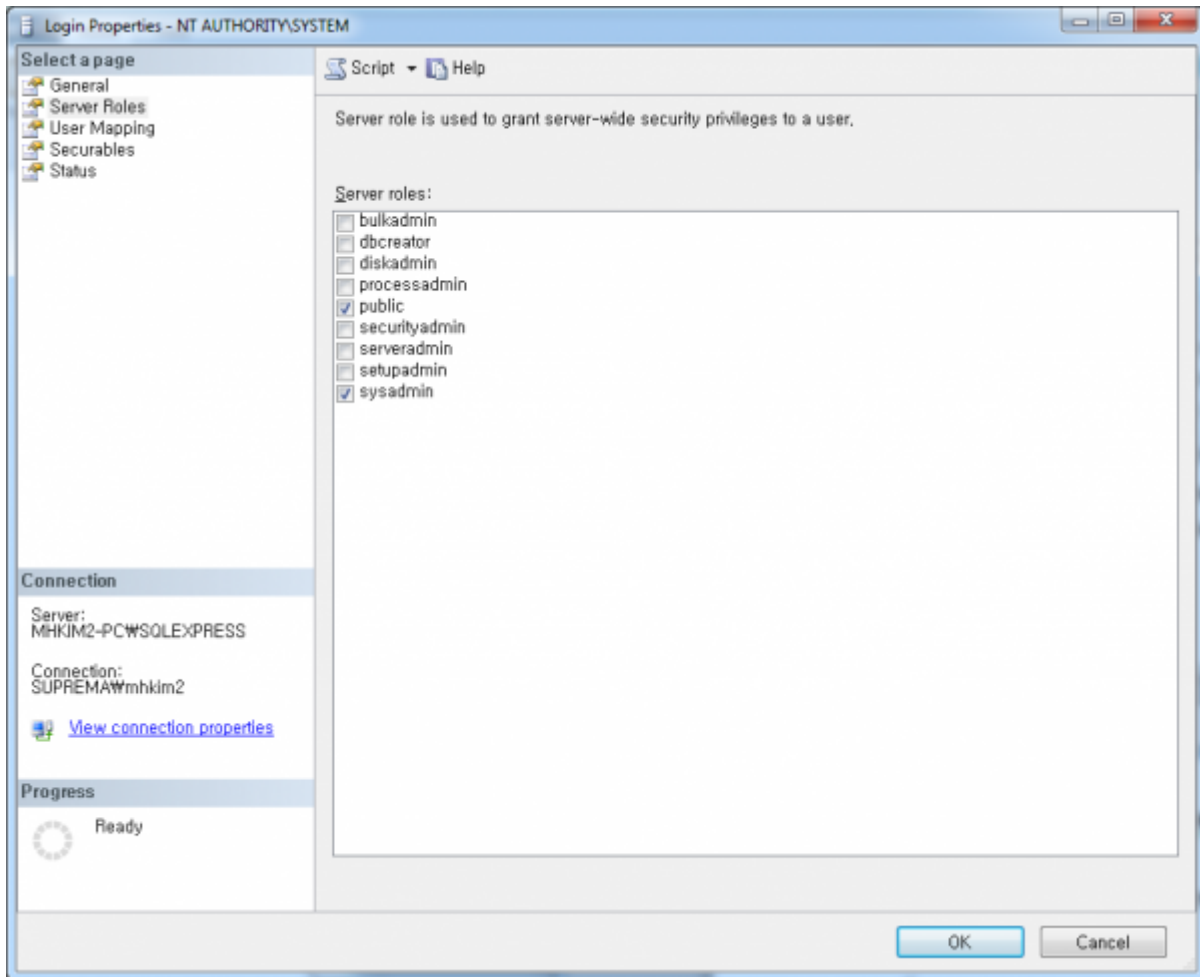 Login Properties - NT AUTHORITY\SYSTEM
Select a page
General
Server Roles
User Mapping
Securables
Status
Script
Help
Server role is used to grant server-wide security privileges to a user.
Server roles:
bulkadmin
dbcreator
diskadmin
processadmin
public
securityadmin
serveradmin
setupadmin
sysadmin
Connection
Server:
MHKIM2-PC₩SQLEXPRESS
Connection:
SUPREMA₩mhkim2
View connection properties
Progress
Ready
OK
Cancel